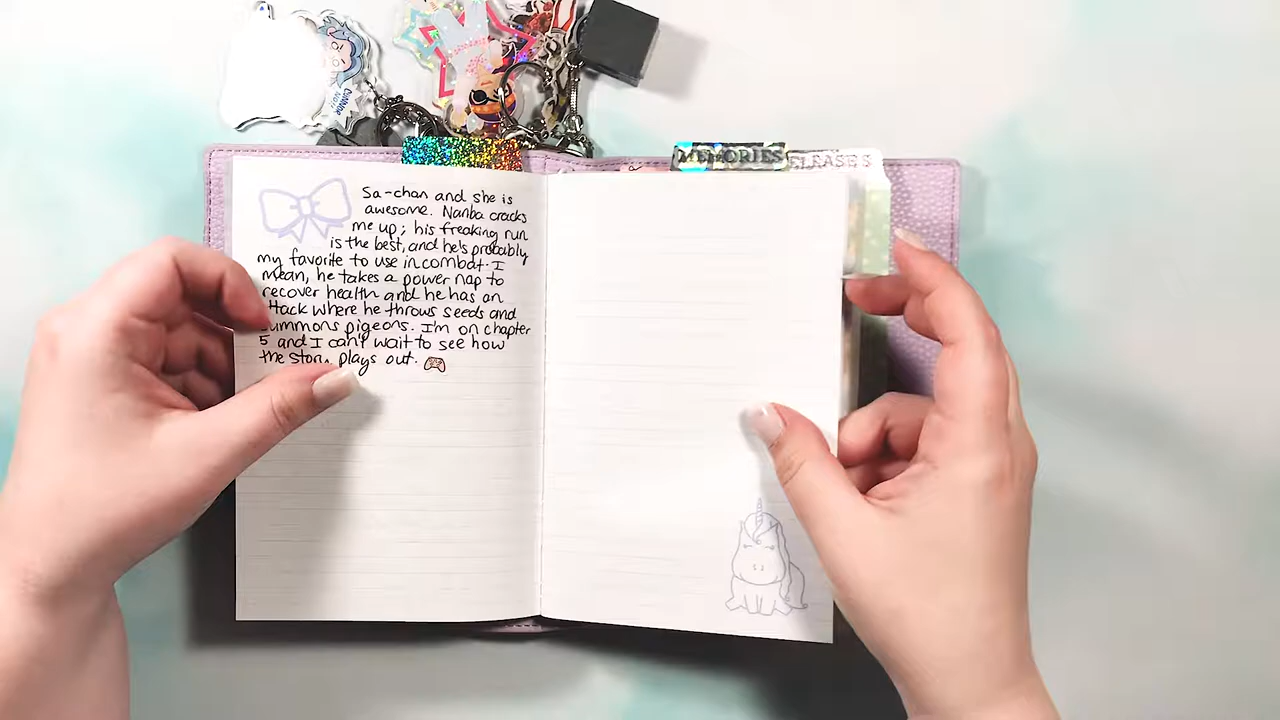 MEMORIES
ELEASES
Sa-chan and she is
awesome. Nanba cracks
me up; his freaking run
is the best, and he's probably
my favorite to use in combat. I
mean, he takes a power nap to
recover health and he has an
ttack where he throws seeds and
summons pigeons. I'm on chapter
5 and I can't wait to see how
the story plays out.